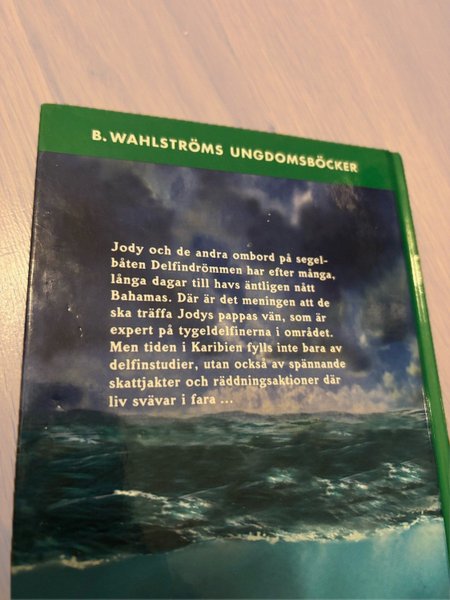 B. WAHLSTRÖMS UNGDOMSBÖCKER
Jody och de andra ombord på segel-
båten Delfindrömmen har efter många,
långa dagar till havs äntligen nått
Bahamas. Där är det meningen att de
ska träffa Jodys pappas vän, som är
expert på tygeldelfinerna i området.
Men tiden i Karibien fylls inte bara av
delfinstudier, utan också av spännande
skattjakter och räddningsaktioner där
liv svävar i fara ...